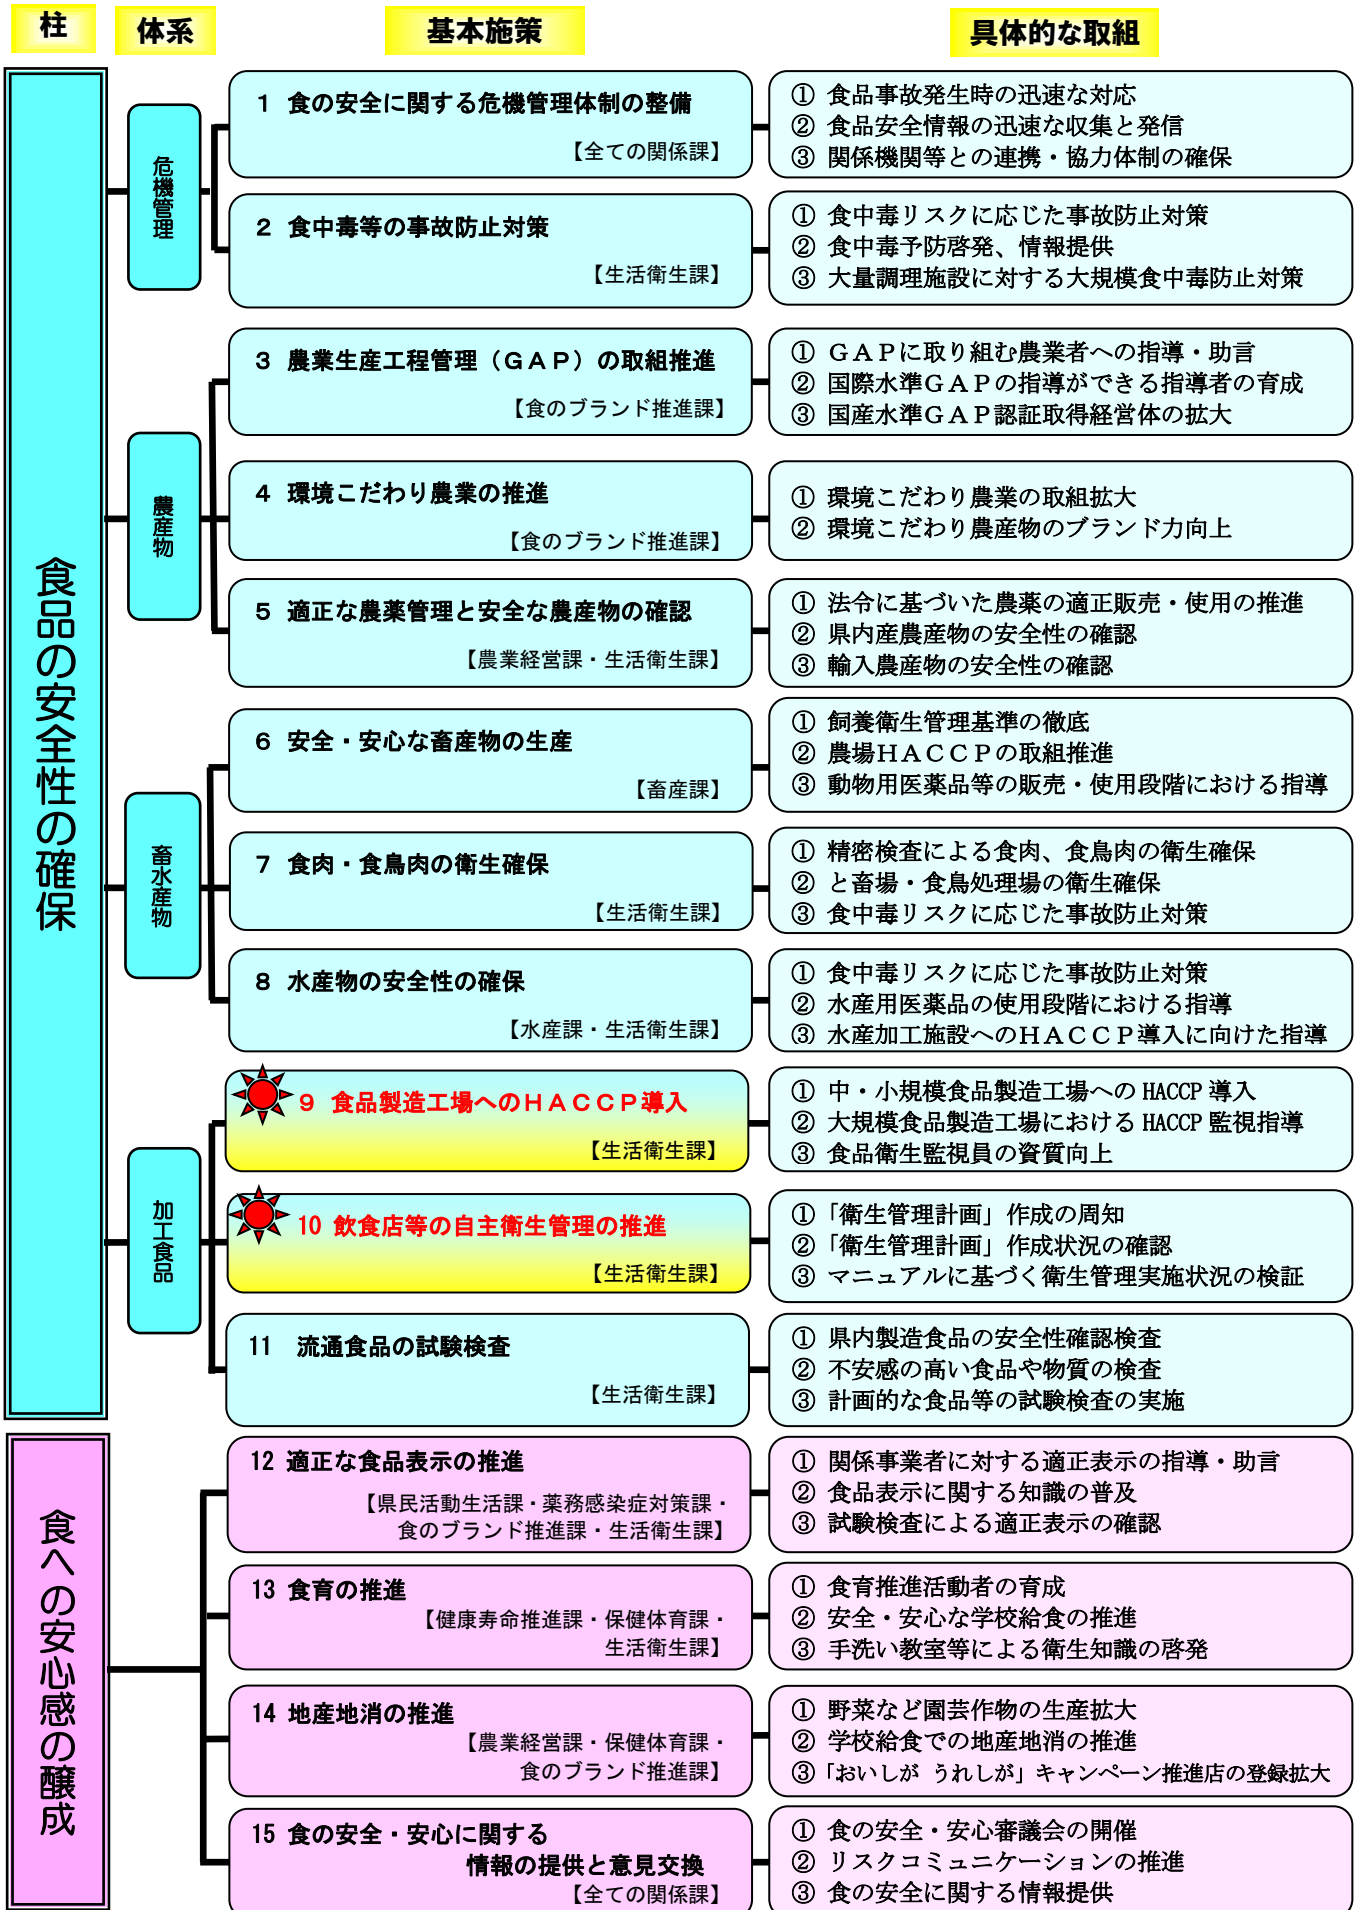 柱 体系 基本施策 具体的な取組
食品の安全性の確保
危機管理
1 食の安全に関する危機管理体制の整備
【全ての関係課】
① 食品事故発生時の迅速な対応
② 食品安全情報の迅速な収集と発信
③ 関係機関等との連携・協力体制の確保
2 食中毒等の事故防止対策
【生活衛生課】
① 食中毒リスクに応じた事故防止対策
② 食中毒予防啓発、情報提供
③ 大量調理施設に対する大規模食中毒防止対策
農産物
3 農業生産工程管理（ＧＡＰ）の取組推進
【食のブランド推進課】
① ＧＡＰに取り組む農業者への指導・助言
② 国際水準ＧＡＰの指導ができる指導者の育成
③ 国産水準ＧＡＰ認証取得経営体の拡大
4 環境こだわり農業の推進
【食のブランド推進課】
① 環境こだわり農業の取組拡大
② 環境こだわり農産物のブランド力向上
5 適正な農薬管理と安全な農産物の確認
【農業経営課・生活衛生課】
① 法令に基づいた農薬の適正販売・使用の推進
② 県内産農産物の安全性の確認
③ 輸入農産物の安全性の確認
畜水産物
6 安全・安心な畜産物の生産
【畜産課】
① 飼養衛生管理基準の徹底
② 農場ＨＡＣＣＰの取組推進
③ 動物用医薬品等の販売・使用段階における指導
7 食肉・食鳥肉の衛生確保
【生活衛生課】
① 精密検査による食肉、食鳥肉の衛生確保
② と畜場・食鳥処理場の衛生確保
③ 食中毒リスクに応じた事故防止対策
8 水産物の安全性の確保
【水産課・生活衛生課】
① 食中毒リスクに応じた事故防止対策
② 水産用医薬品の使用段階における指導
③ 水産加工施設へのＨＡＣＣＰ導入に向けた指導
加工食品
9 食品製造工場へのＨＡＣＣＰ導入
【生活衛生課】
① 中・小規模食品製造工場への HACCP 導入
② 大規模食品製造工場における HACCP 監視指導
③ 食品衛生監視員の資質向上
10 飲食店等の自主衛生管理の推進
【生活衛生課】
①「衛生管理計画」作成の周知
②「衛生管理計画」作成状況の確認
③ マニュアルに基づく衛生管理実施状況の検証
11 流通食品の試験検査
【生活衛生課】
① 県内製造食品の安全性確認検査
② 不安感の高い食品や物質の検査
③ 計画的な食品等の試験検査の実施
食への安心感の醸成
12 適正な食品表示の推進
【県民活動生活課・薬務感染症対策課・
食のブランド推進課・生活衛生課】
① 関係事業者に対する適正表示の指導・助言
② 食品表示に関する知識の普及
③ 試験検査による適正表示の確認
13 食育の推進
【健康寿命推進課・保健体育課・
生活衛生課】
① 食育推進活動者の育成
② 安全・安心な学校給食の推進
③ 手洗い教室等による衛生知識の啓発
14 地産地消の推進
【農業経営課・保健体育課・
食のブランド推進課】
① 野菜など園芸作物の生産拡大
② 学校給食での地産地消の推進
③「おいしが うれしが」キャンペーン推進店の登録拡大
15 食の安全・安心に関する
情報の提供と意見交換
【全ての関係課】
① 食の安全・安心審議会の開催
② リスクコミュニケーションの推進
③ 食の安全に関する情報提供